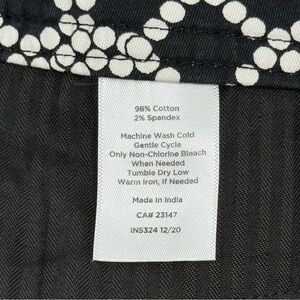 98% Cotton
2% Spandex
Machine Wash Cold
Gentle Cycle
Only Non-Chlorine Bleach
When Needed
Tumble Dry Low
Warm Iron, If Needed
Made In India
CA# 23147
INS324 12/20